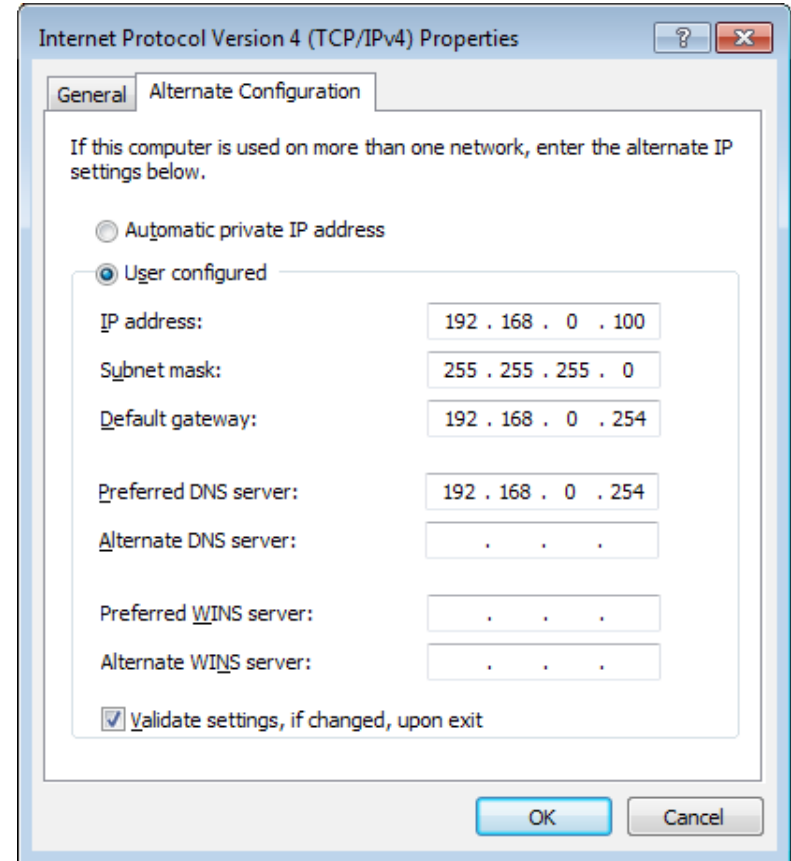 Internet Protocol Version 4 (TCP/IPv4) Properties
General
Alternate Configuration
If this computer is used on more than one network, enter the alternate IP
settings below.
Automatic private IP address
User configured
IP address: 192 . 168 . 0 . 100
Subnet mask: 255 . 255 . 255 . 0
Default gateway: 192 . 168 . 0 . 254
Preferred DNS server: 192 . 168 . 0 . 254
Alternate DNS server: . . .
Preferred WINS server: . . .
Alternate WINS server: . . .
Validate settings, if changed, upon exit
OK Cancel